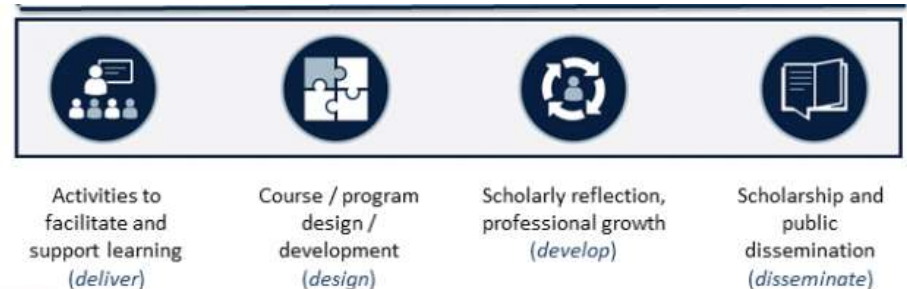 Activities to
facilitate and
support learning
(deliver)
Course / program
design /
development
(design)
Scholarly reflection,
professional growth
(develop)
Scholarship and
public
dissemination
(disseminate)